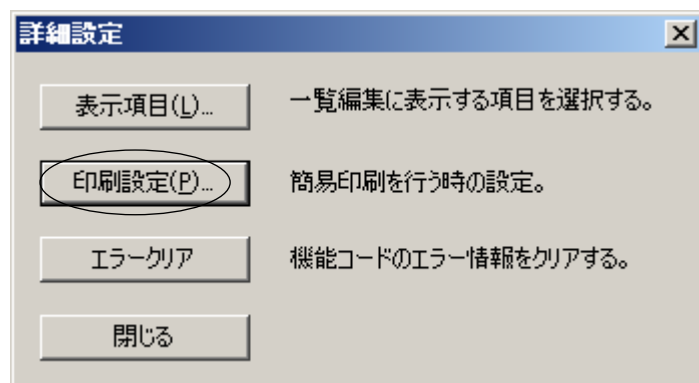 詳細設定
表示項目(L)... 一覧編集に表示する項目を選択する。
印刷設定(P)... 簡易印刷を行う時の設定。
エラークリア 機能コードのエラー情報をクリアする。
閉じる